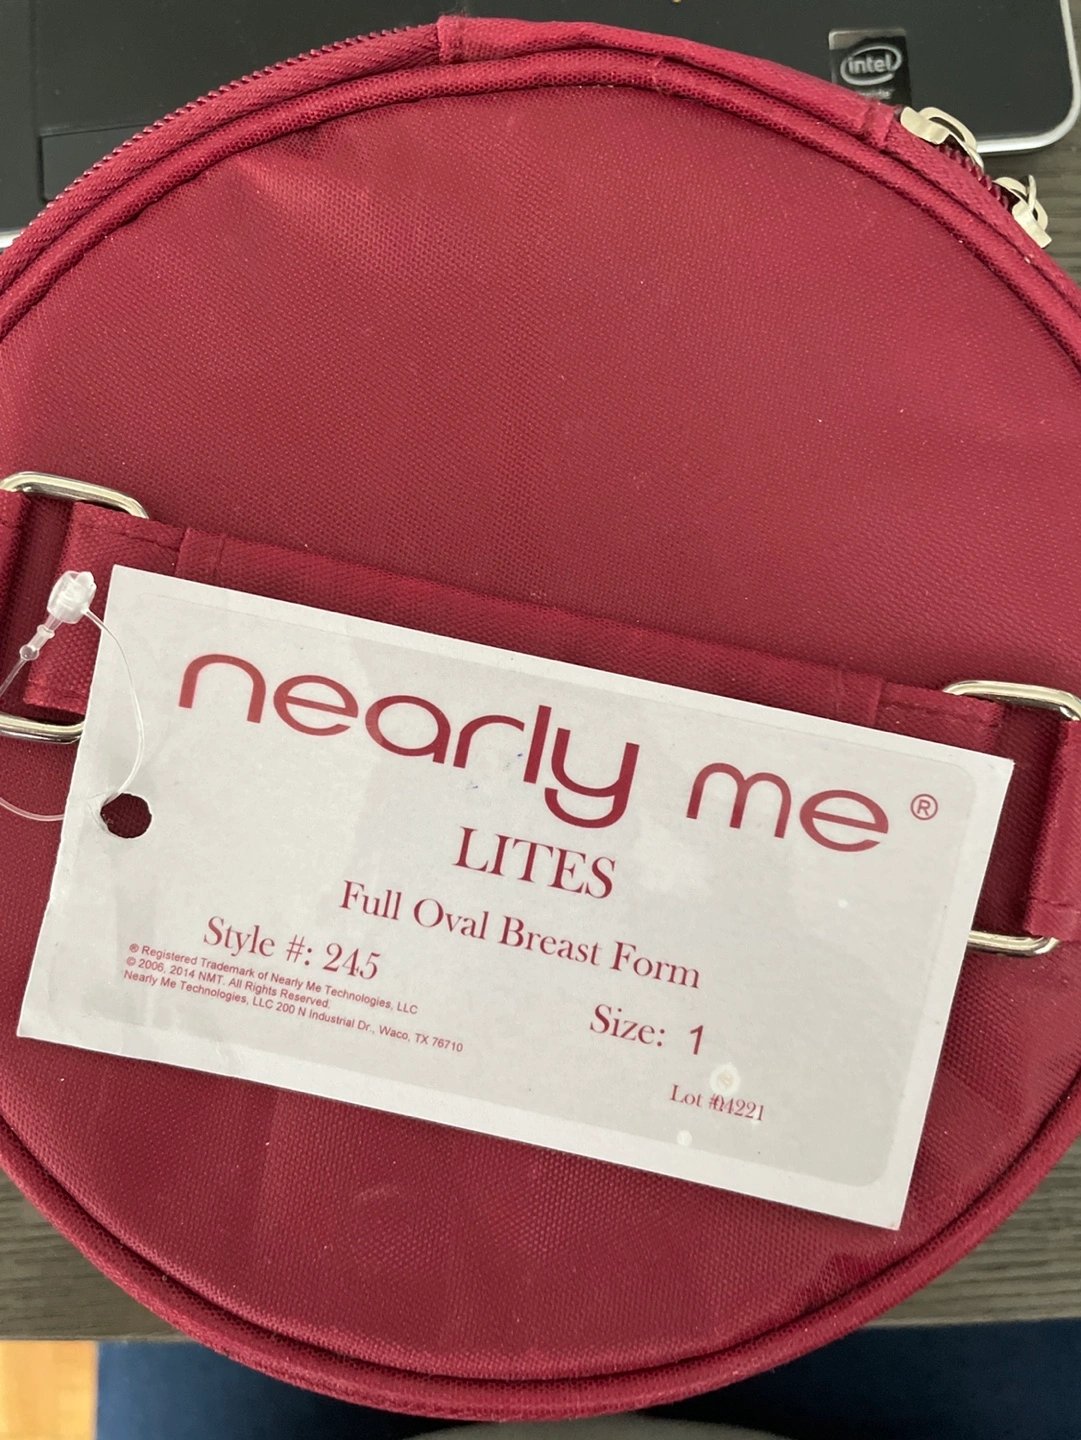 intel
nearly me®
LITES
Full Oval Breast Form
Style #: 245
® Registered Trademark of Nearly Me Technologies, LLC
© 2006, 2014 NMT. All Rights Reserved.
Nearly Me Technologies, LLC 200 N Industrial Dr., Waco, TX 76710
Size: 1
Lot #04221